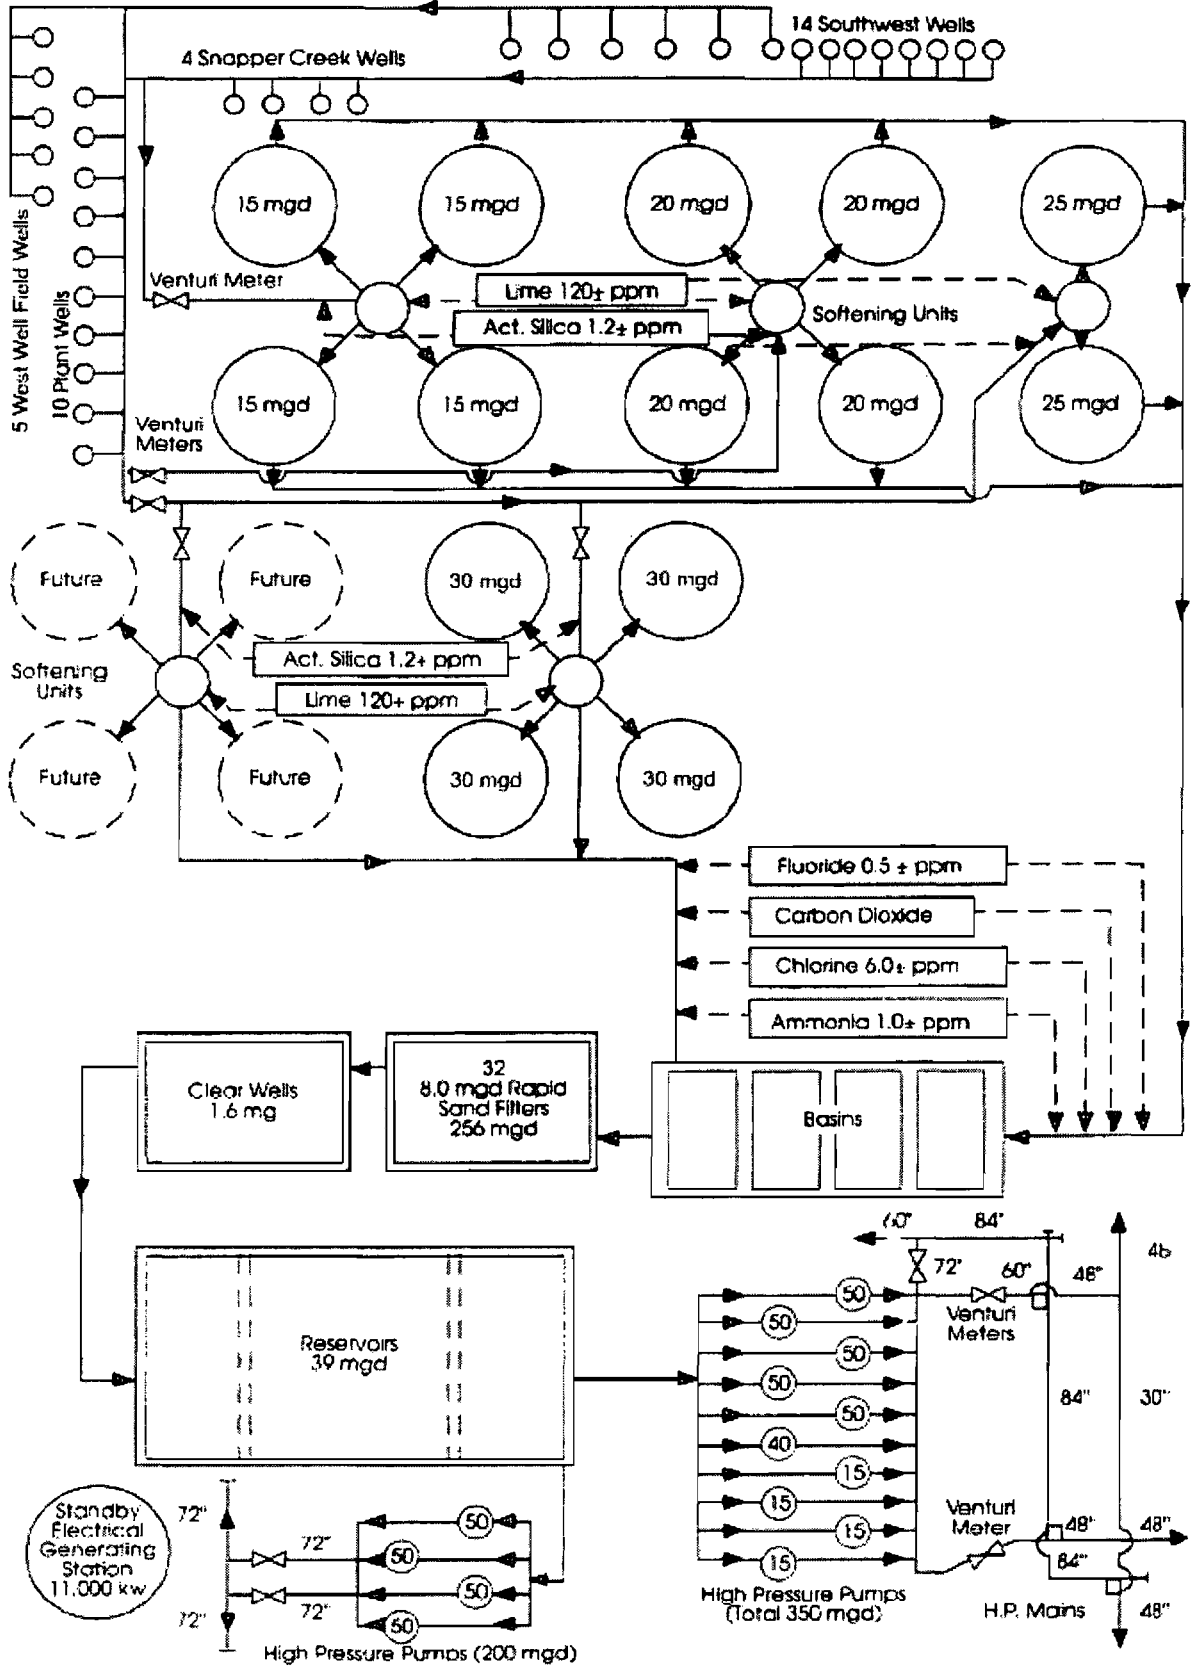 14 Southwest Wells
4 Snapper Creek Wells
5 West Well Field Wells
10 Plant Wells
15 mgd
15 mgd
20 mgd
20 mgd
25 mgd
Venturi Meter
Lime 120± ppm
Act. Silica 1.2± ppm
Softening Units
15 mgd
15 mgd
20 mgd
20 mgd
25 mgd
Venturi
Meters
Future
Future
30 mgd
30 mgd
Act. Silica 1.2+ ppm
Softening
Units
Lime 120+ ppm
Future
Future
30 mgd
30 mgd
Fluoride 0.5 ± ppm
Carbon Dioxide
Chlorine 6.0± ppm
Ammonia 1.0± ppm
Clear Wells
1.6 mg
32
8.0 mgd Rapid
Sand Filters
256 mgd
Basins
60"
84"
4b
72"
60"
48"
50
Venturi
Meters
50
Reservoirs
39 mgd
50
50
84"
30"
50
40
15
15
15
15
Venturi
Meter
48"
48"
84"
48"
High Pressure Pumps
(Total 350 mgd)
H.P. Mains
Standby
Electrical
Generating
Station
11,000 kw
72"
72"
50
50
50
50
72"
72"
High Pressure Pumps (200 mgd)